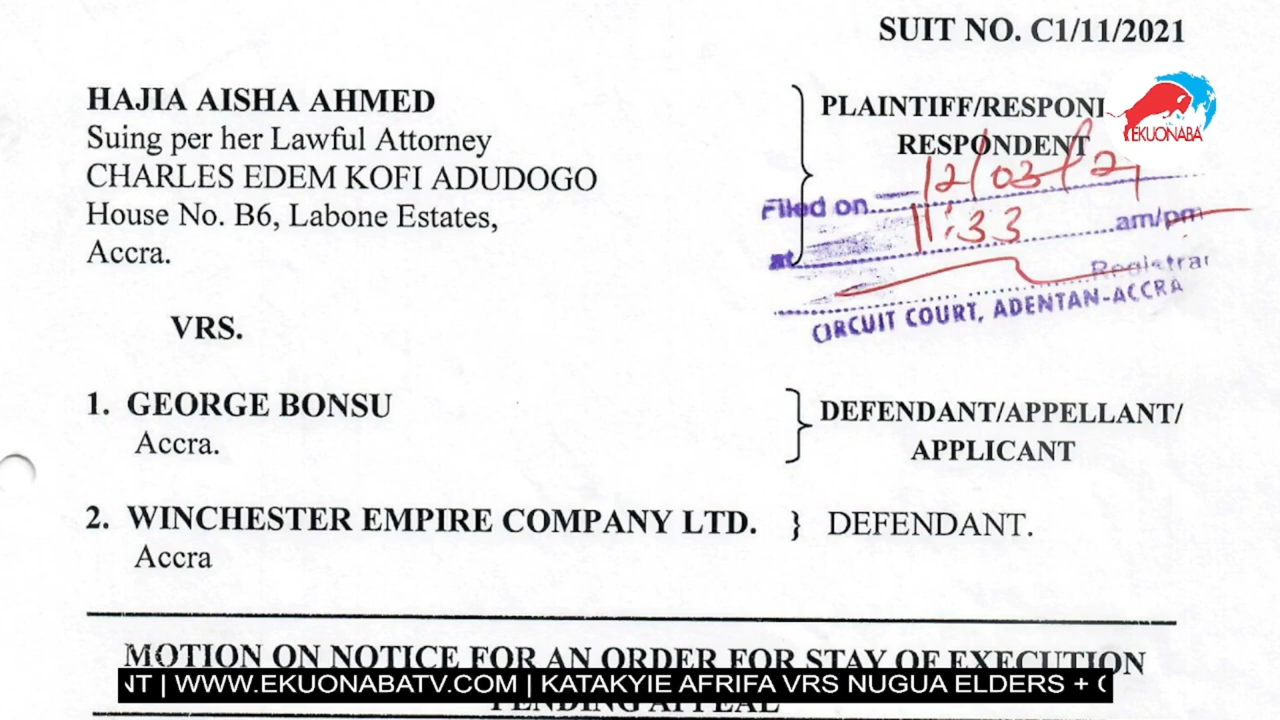 SUIT NO. C1/11/2021
HAJIA AISHA AHMED
Suing per her Lawful Attorney
CHARLES EDEM KOFI ADUDOGO
House No. B6, Labone Estates,
Accra.
PLAINTIFF/RESPON
RESPONDENT
EKUONABA
Filed on 12/03/21
at 11:33 am/pm
Registrar
CIRCUIT COURT, ADENTAN-ACCRA
VRS.
1. GEORGE BONSU
Accra.
DEFENDANT/APPELLANT/
APPLICANT
2. WINCHESTER EMPIRE COMPANY LTD. } DEFENDANT.
Accra
MOTION ON NOTICE FOR AN ORDER FOR STAY OF EXECUTION
NT | WWW.EKUONABATV.COM | KATAKYIE AFRIFA VRS NUGUA ELDERS +
PENDING APPEAL